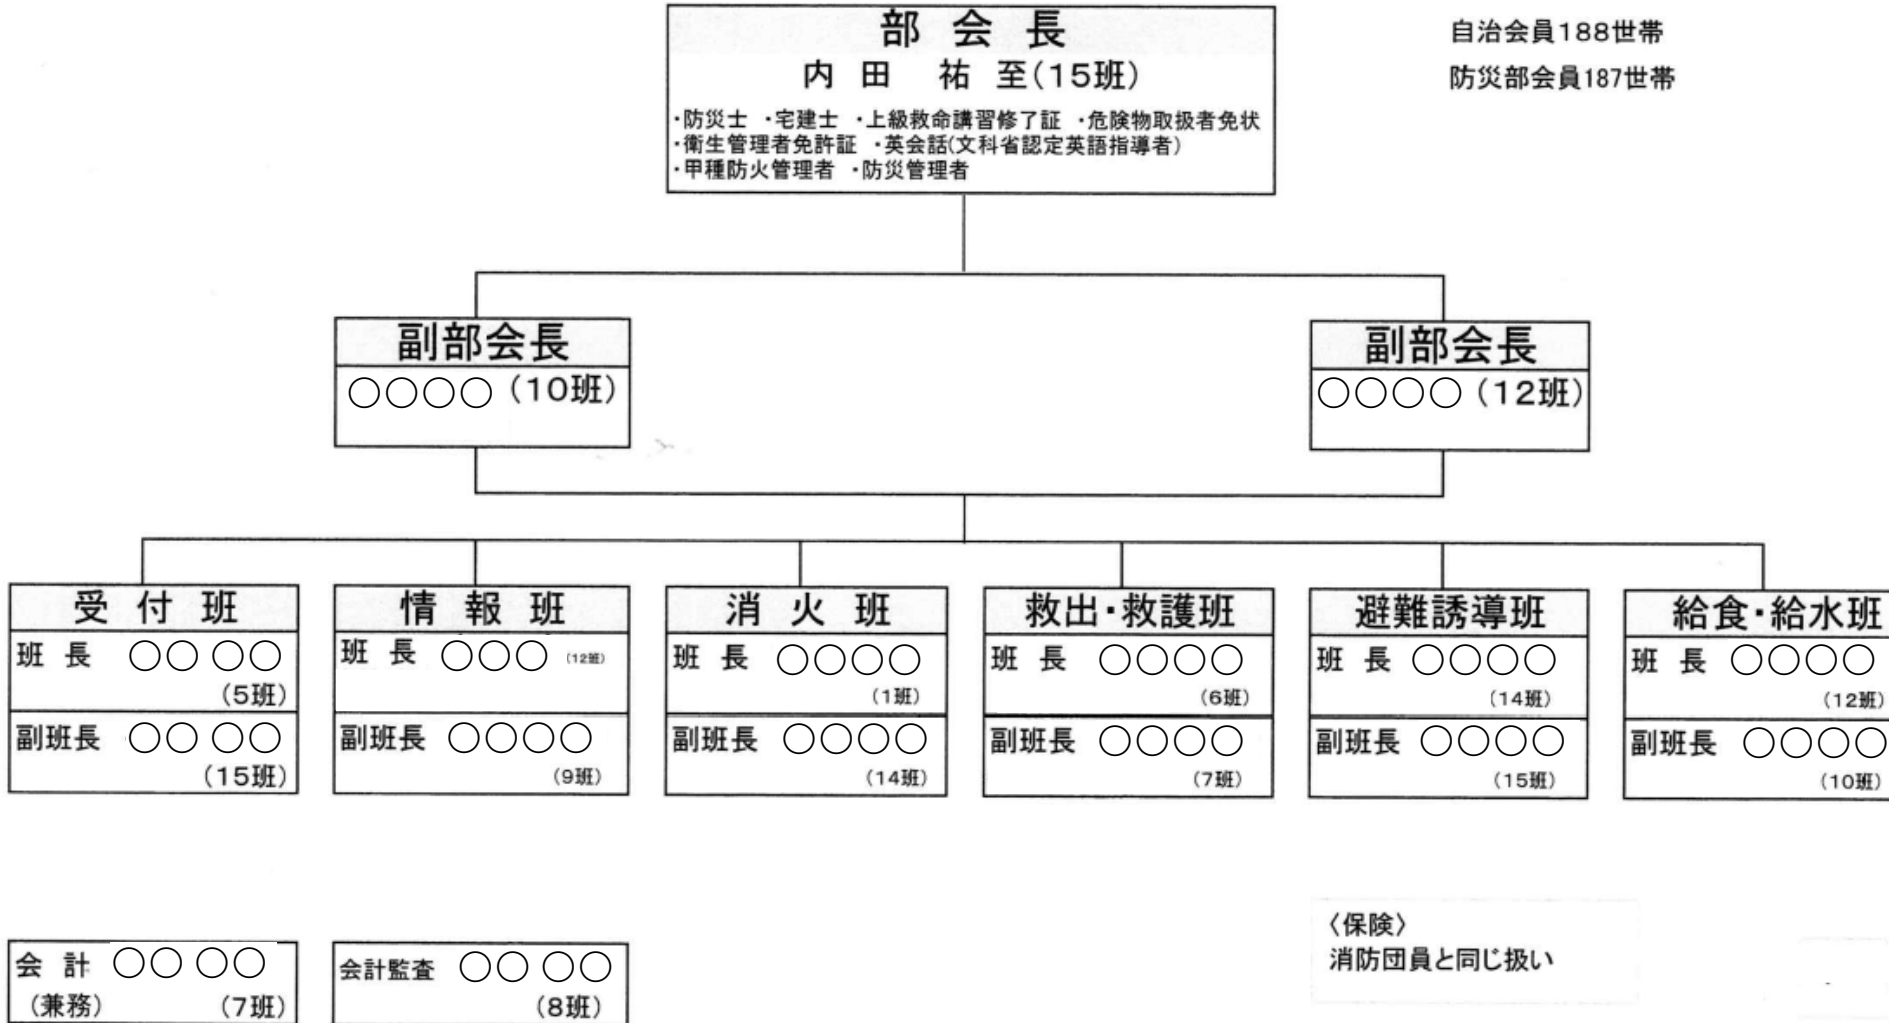 部会長
内田 祐至(15班)
・防災士 ・宅建士 ・上級救命講習修了証 ・危険物取扱者免状
・衛生管理者免許証 ・英会話(文科省認定英語指導者)
・甲種防火管理者 ・防災管理者
自治会員188世帯
防災部会員187世帯
副部会長
○○○○(10班)
副部会長
○○○○(12班)
受付班
班長 ○○○○
(5班)
副班長 ○○○○
(15班)
情報班
班長 ○○○ (12班)
副班長 ○○○○
(9班)
消火班
班長 ○○○○
(1班)
副班長 ○○○○
(14班)
救出・救護班
班長 ○○○○
(6班)
副班長 ○○○○
(7班)
避難誘導班
班長 ○○○○
(14班)
副班長 ○○○○
(15班)
給食・給水班
班長 ○○○○
(12班)
副班長 ○○○○
(10班)
会計 ○○○○
(兼務) (7班)
会計監査 ○○○○
(8班)
〈保険〉
消防団員と同じ扱い